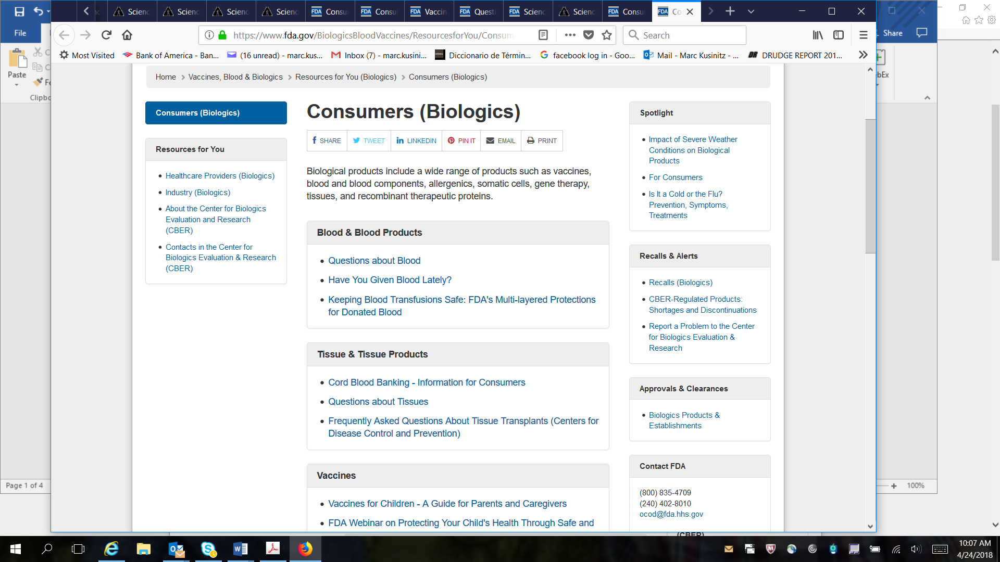 Scienc
Scienc
Scienc
Scienc
FDA Consu
FDA Consu
FDA Vaccin
FDA Questi
FDA Scienc
Scienc
FDA Consu
FDA Co
File
Share
https://www.fda.gov/BiologicsBloodVaccines/ResourcesforYou/Consum
Search
Most Visited
Bank of America - Ban...
(16 unread) - marc.kus...
Inbox (7) - marc.kusini...
Diccionario de Términ...
facebook log in - Goo...
Mail - Marc Kusinitz - ...
DRUDGE REPORT 201...
Paste
Clipbo
bEx
Home > Vaccines, Blood & Biologics > Resources for You (Biologics) > Consumers (Biologics)
Consumers (Biologics)
Resources for You
Healthcare Providers (Biologics)
Industry (Biologics)
About the Center for Biologics
Evaluation and Research
(CBER)
Contacts in the Center for
Biologics Evaluation & Research
(CBER)
Consumers (Biologics)
SHARE
TWEET
LINKEDIN
PIN IT
EMAIL
PRINT
Biological products include a wide range of products such as vaccines,
blood and blood components, allergenics, somatic cells, gene therapy,
tissues, and recombinant therapeutic proteins.
Blood & Blood Products
Questions about Blood
Have You Given Blood Lately?
Keeping Blood Transfusions Safe: FDA's Multi-layered Protections
for Donated Blood
Tissue & Tissue Products
Cord Blood Banking - Information for Consumers
Questions about Tissues
Frequently Asked Questions About Tissue Transplants (Centers for
Disease Control and Prevention)
Vaccines
Vaccines for Children - A Guide for Parents and Caregivers
FDA Webinar on Protecting Your Child's Health Through Safe and
Spotlight
Impact of Severe Weather
Conditions on Biological
Products
For Consumers
Is It a Cold or the Flu?
Prevention, Symptoms,
Treatments
Recalls & Alerts
Recalls (Biologics)
CBER-Regulated Products:
Shortages and Discontinuations
Report a Problem to the Center
for Biologics Evaluation &
Research
Approvals & Clearances
Biologics Products &
Establishments
Contact FDA
(800) 835-4709
(240) 402-8010
ocod@fda.hhs.gov
(CBER)
Page 1 of 4
100%
10:07 AM
4/24/2018